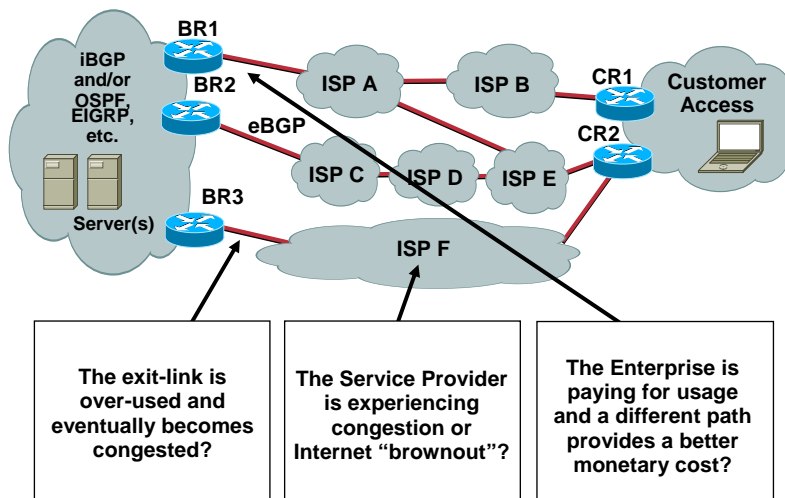 BR1
iBGP
and/or
OSPF,
EIGRP,
etc.
BR2
eBGP
Server(s)
BR3
ISP A
ISP B
ISP C
ISP D
ISP E
ISP F
CR1
CR2
Customer
Access
The exit-link is
over-used and
eventually becomes
congested?
The Service Provider
is experiencing
congestion or
Internet “brownout”?
The Enterprise is
paying for usage
and a different path
provides a better
monetary cost?